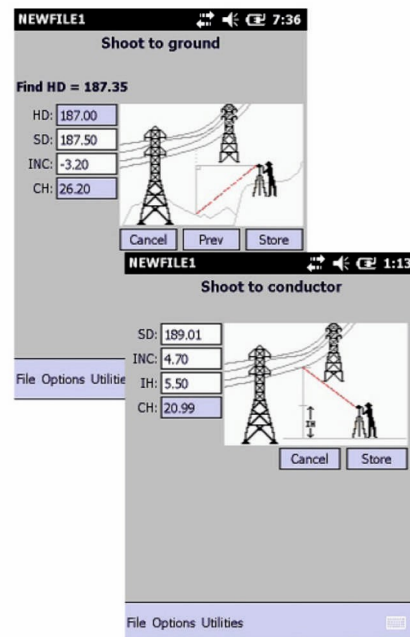 NEWFILE1 7:36
Shoot to ground
Find HD = 187.35
HD: 187.00
SD: 187.50
INC: -3.20
CH: 26.20
Cancel Prev Store
File Options Utilitie
NEWFILE1 1:13
Shoot to conductor
SD: 189.01
INC: 4.70
IH: 5.50
CH: 20.99
IH
Cancel Store
File Options Utilities